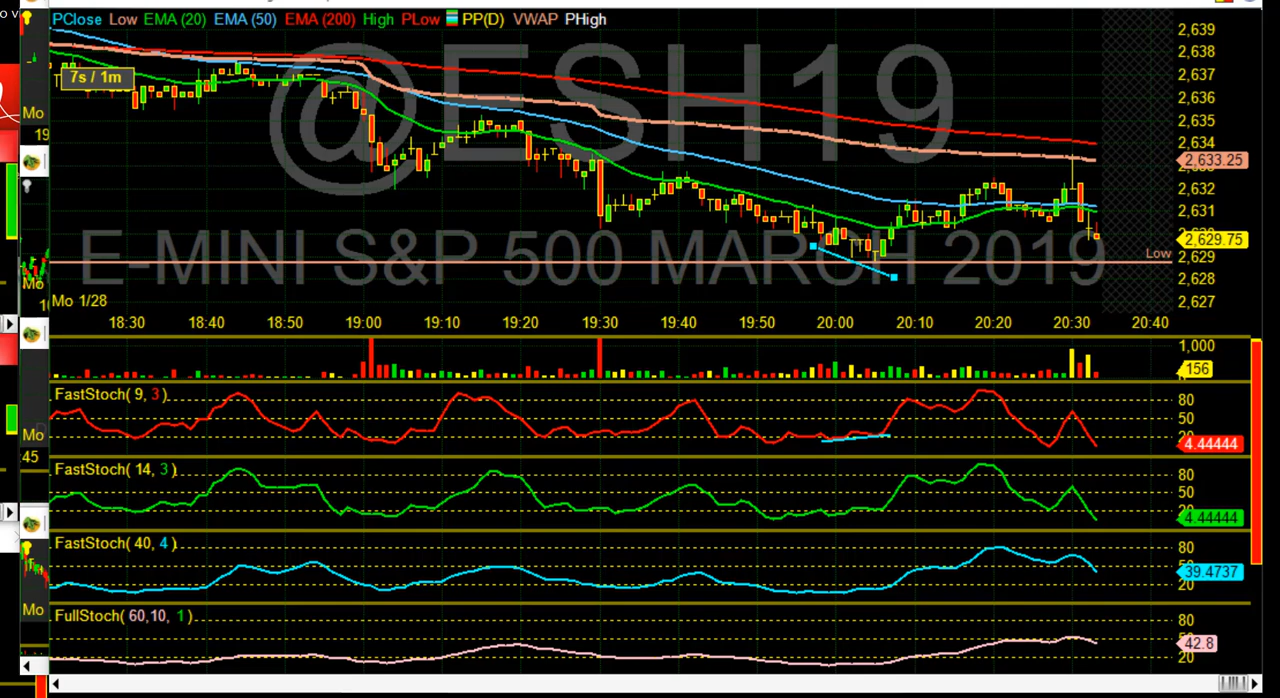 PClose Low EMA (20) EMA (50) EMA (200) High PLow PP(D) VWAP PHigh
7s / 1m
@ESH19
E-MINI S&P 500 MARCH 2019
2,639
2,638
2,637
2,636
2,635
2,634
2,633.25
2,632
2,631
2,629.75
2,629
2,628
2,627
Low
Mo 1/28
18:30 18:40 18:50 19:00 19:10 19:20 19:30 19:40 19:50 20:00 20:10 20:20 20:30 20:40
1,000
156
FastStoch( 9, 3 )
80
50
20
4.44444
FastStoch( 14, 3 )
80
50
20
4.44444
FastStoch( 40, 4 )
80
50
39.4737
20
FullStoch( 60,10, 1 )
80
42.8
20
Mo
19
Mo
Mo
45
Mo